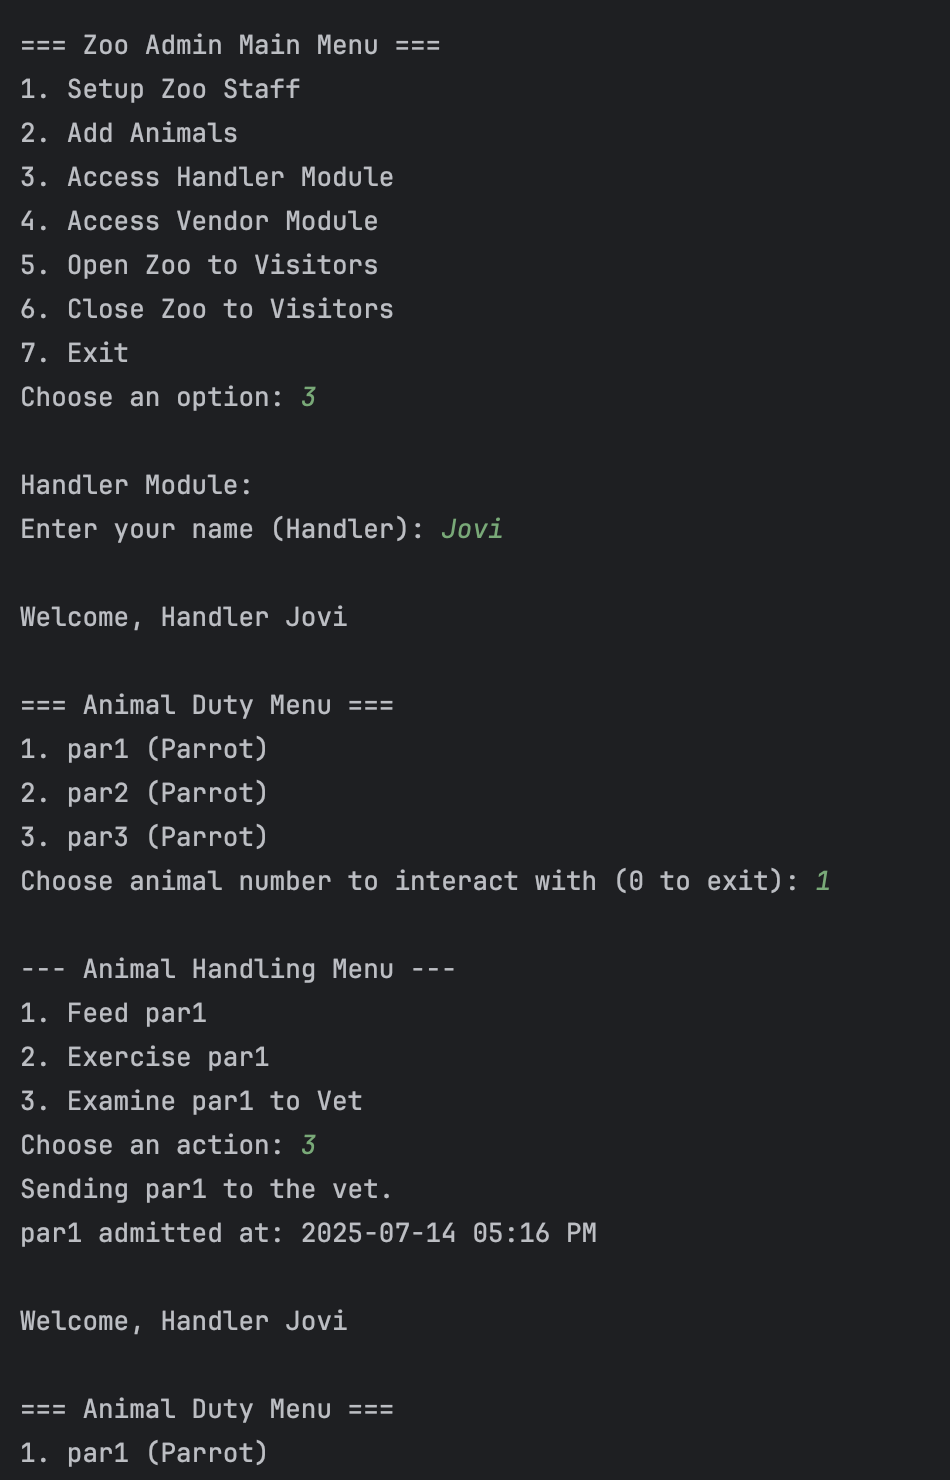 === Zoo Admin Main Menu ===
1. Setup Zoo Staff
2. Add Animals
3. Access Handler Module
4. Access Vendor Module
5. Open Zoo to Visitors
6. Close Zoo to Visitors
7. Exit
Choose an option: 3
Handler Module:
Enter your name (Handler): Jovi
Welcome, Handler Jovi
=== Animal Duty Menu ===
1. par1 (Parrot)
2. par2 (Parrot)
3. par3 (Parrot)
Choose animal number to interact with (0 to exit): 1
--- Animal Handling Menu ---
1. Feed par1
2. Exercise par1
3. Examine par1 to Vet
Choose an action: 3
Sending par1 to the vet.
par1 admitted at: 2025-07-14 05:16 PM
Welcome, Handler Jovi
=== Animal Duty Menu ===
1. par1 (Parrot)